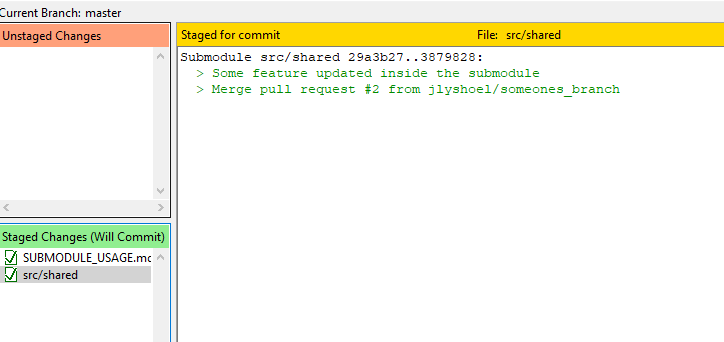 Current Branch: master
Unstaged Changes
Staged for commit File: src/shared
Submodule src/shared 29a3b27..3879828:
> Some feature updated inside the submodule
> Merge pull request #2 from jlyshoel/someones_branch
Staged Changes (Will Commit)
SUBMODULE_USAGE.mc
src/shared